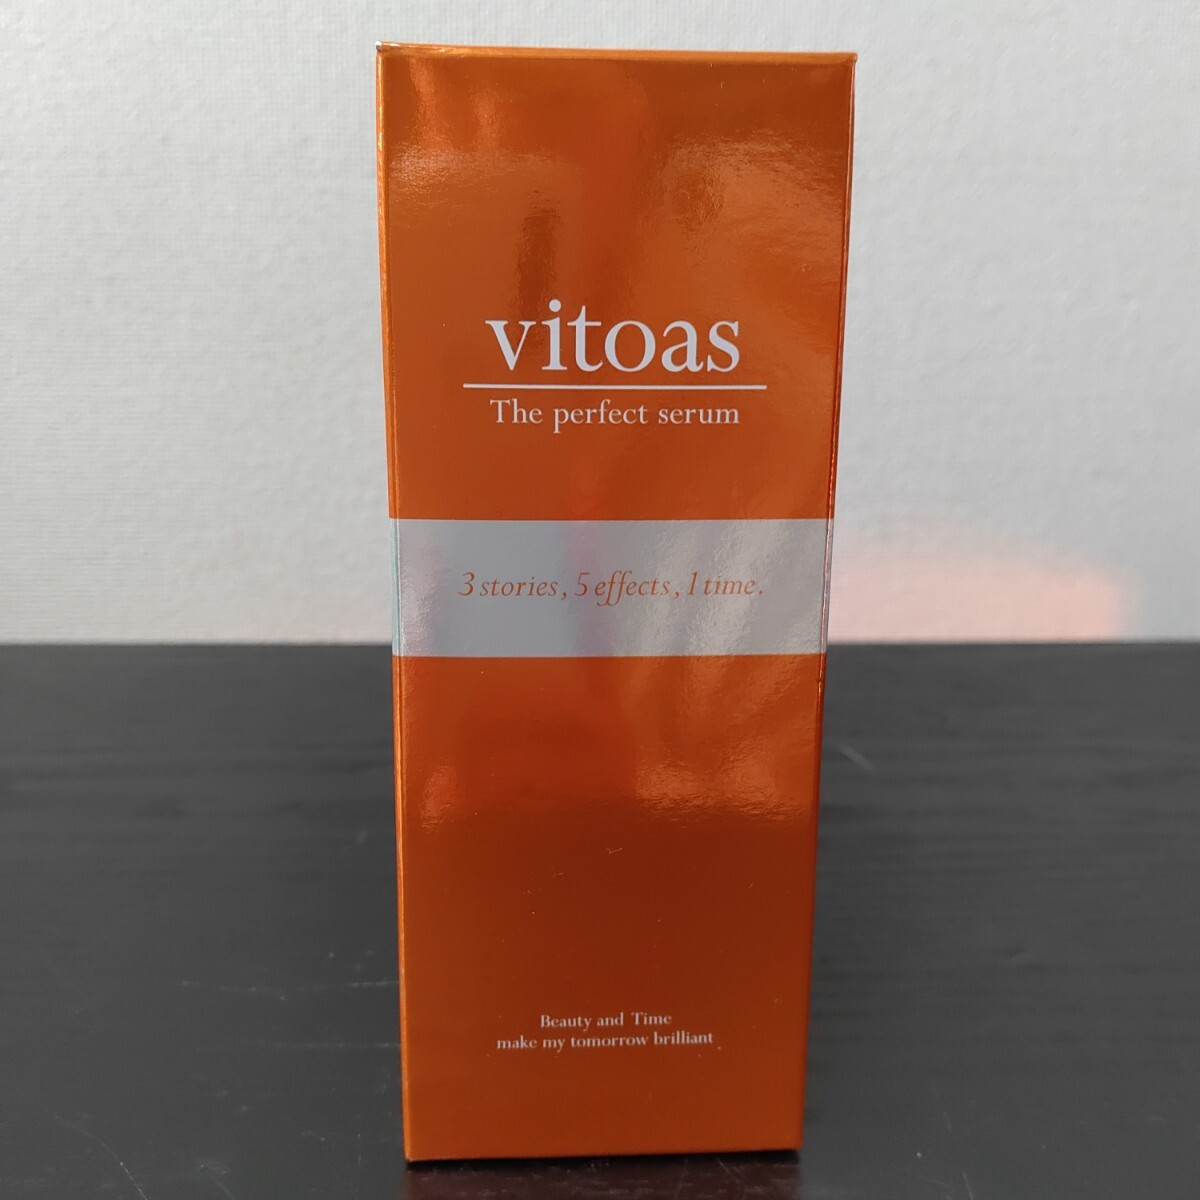 vitoas
The perfect serum
3 stories, 5 effects, 1 time.
Beauty and Time
make my tomorrow brilliant